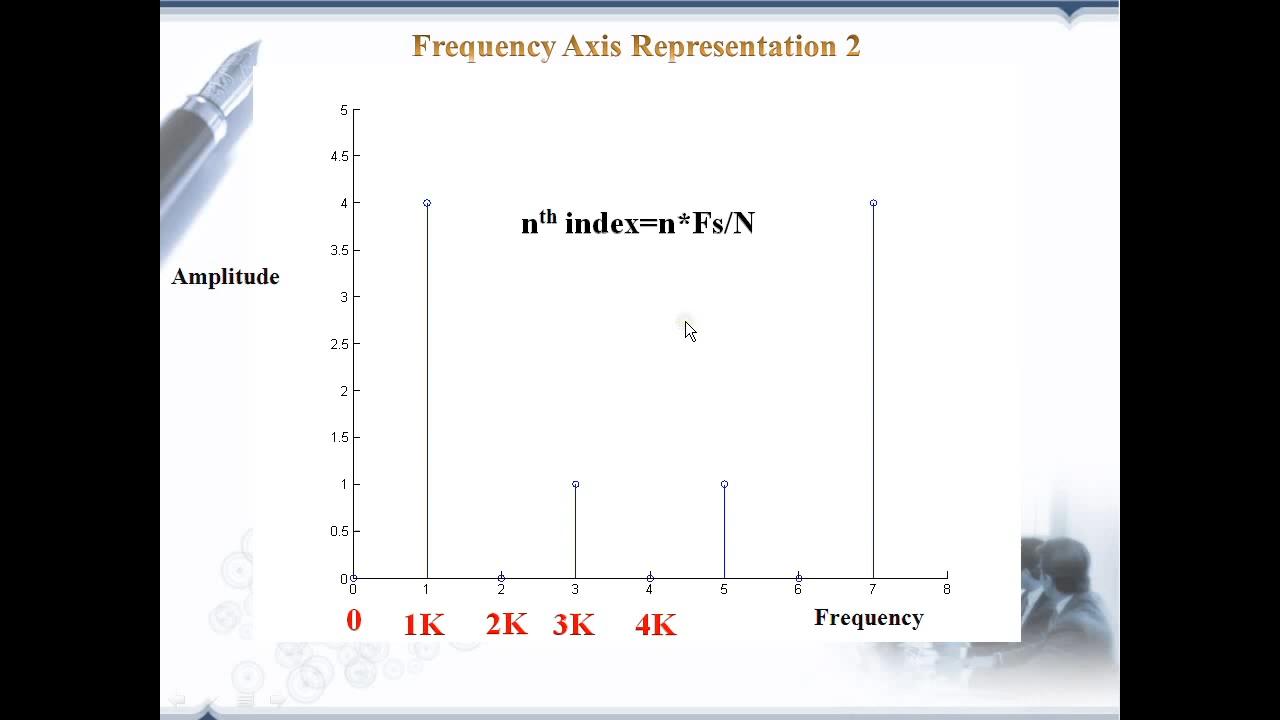 Frequency Axis Representation 2
5
4.5
4
nth index=n*Fs/N
3.5
Amplitude
3
2.5
2
1.5
1
0.5
0
0 1 2 3 4 5 6 7 8
0 1K 2K 3K 4K
Frequency